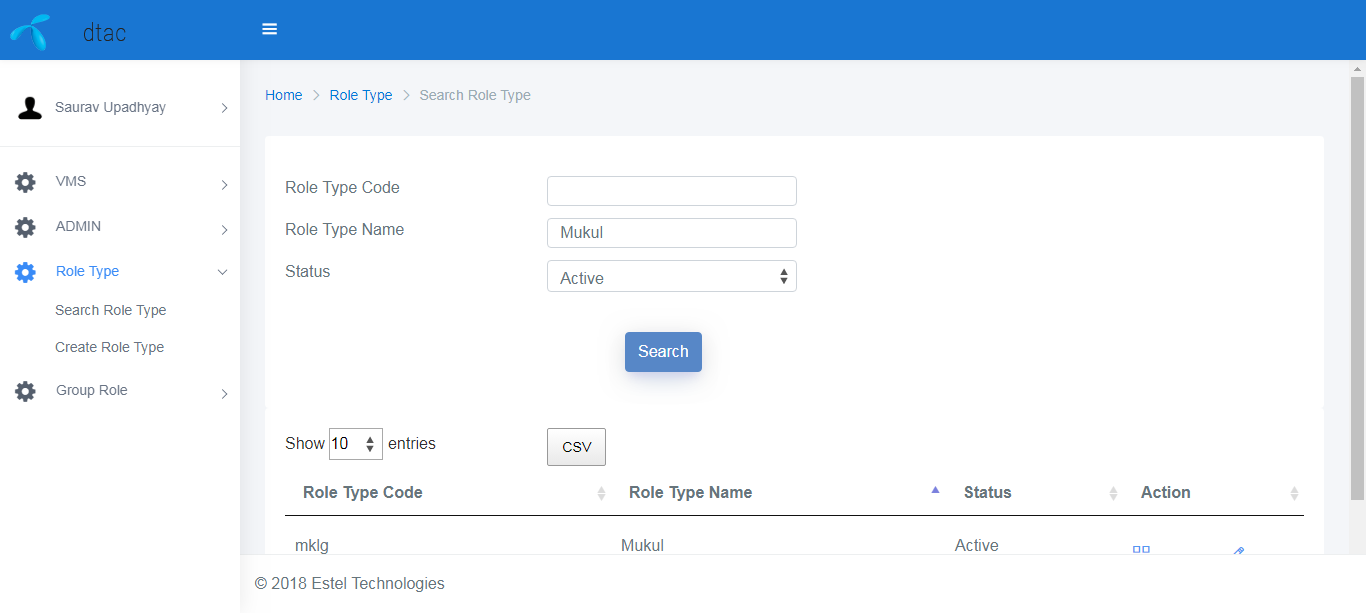 dtac
Saurav Upadhyay
VMS
ADMIN
Role Type
Search Role Type
Create Role Type
Group Role
Home Role Type Search Role Type
Role Type Code
Role Type Name Mukul
Status Active
Search
Show 10 entries CSV
Role Type Code Role Type Name Status Action
mklg Mukul Active
© 2018 Estel Technologies